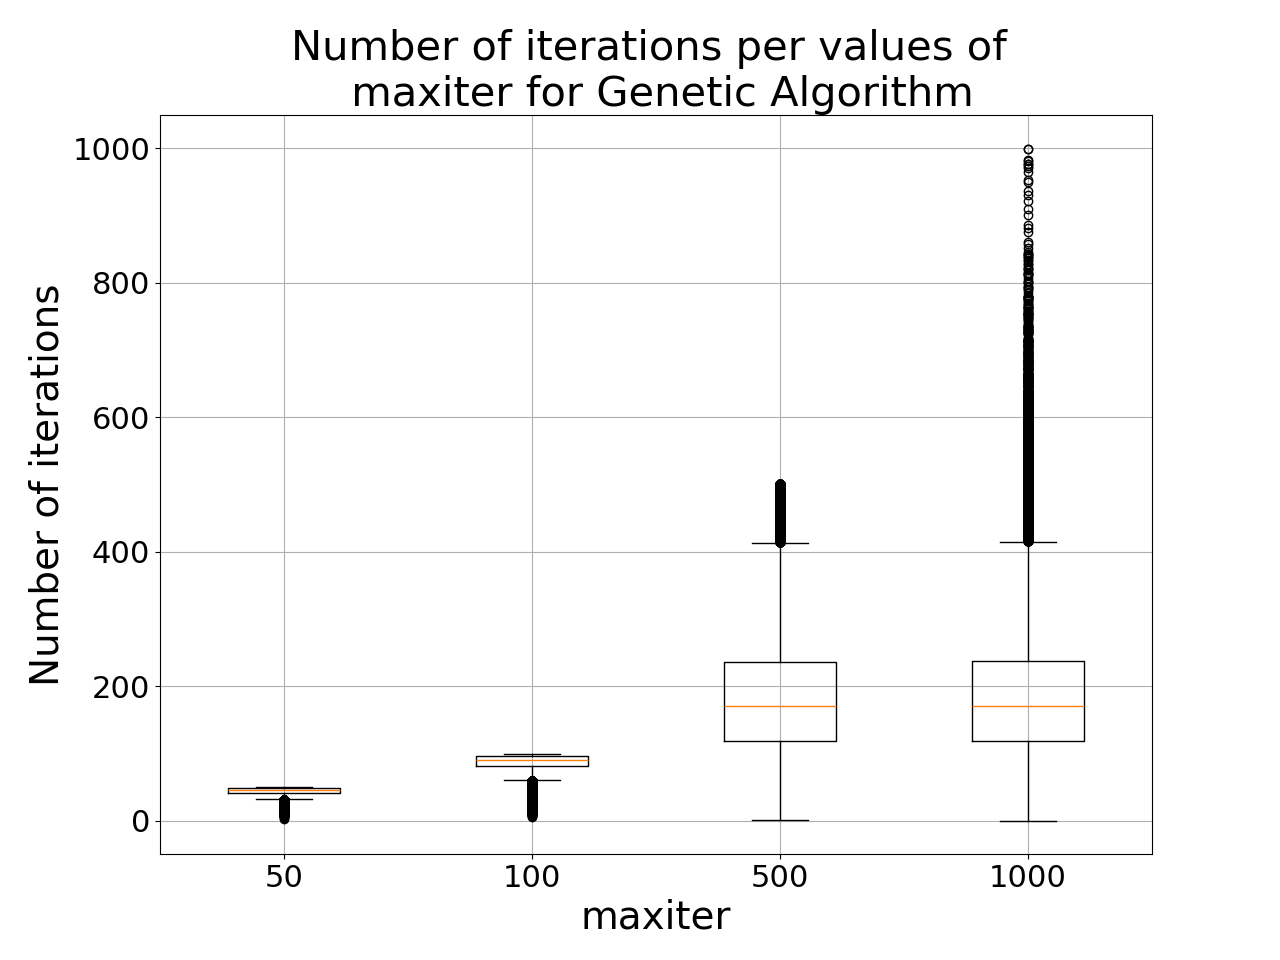 Number of iterations per values of
maxiter for Genetic Algorithm
1000
800
600
400
200
0
Number of iterations
50 100 500 1000
maxiter